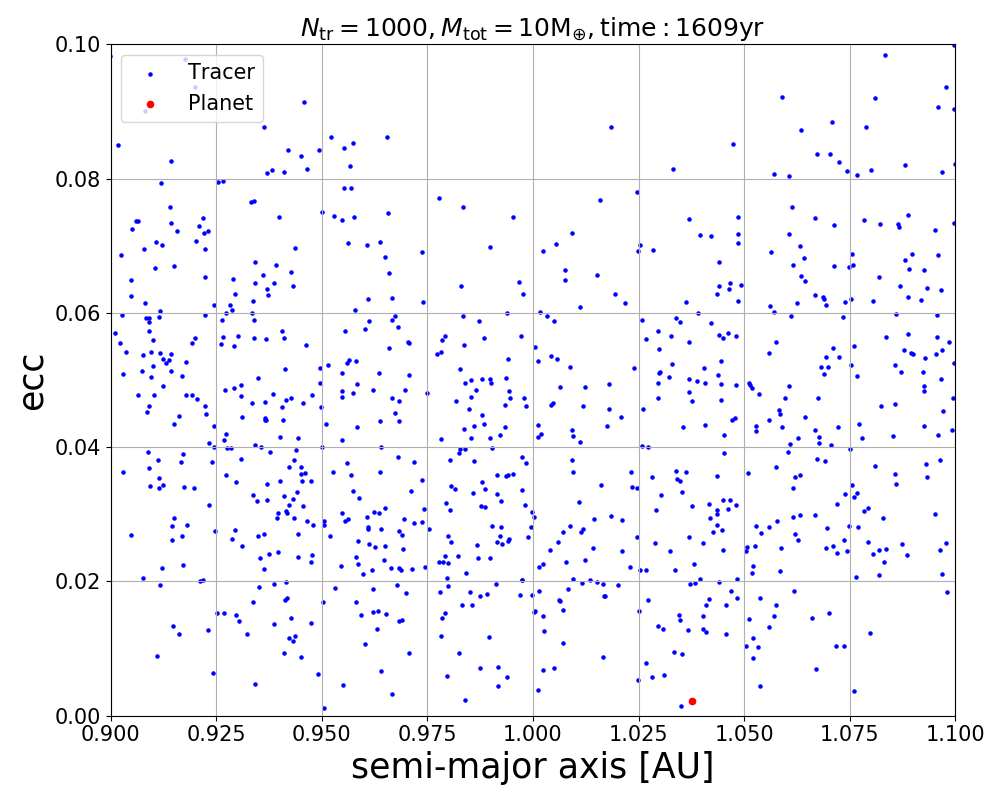 N_tr = 1000, M_tot = 10M_⊕, time : 1609yr
Tracer
Planet
ecc
0.10
0.08
0.06
0.04
0.02
0.00
0.900 0.925 0.950 0.975 1.000 1.025 1.050 1.075 1.100
semi-major axis [AU]